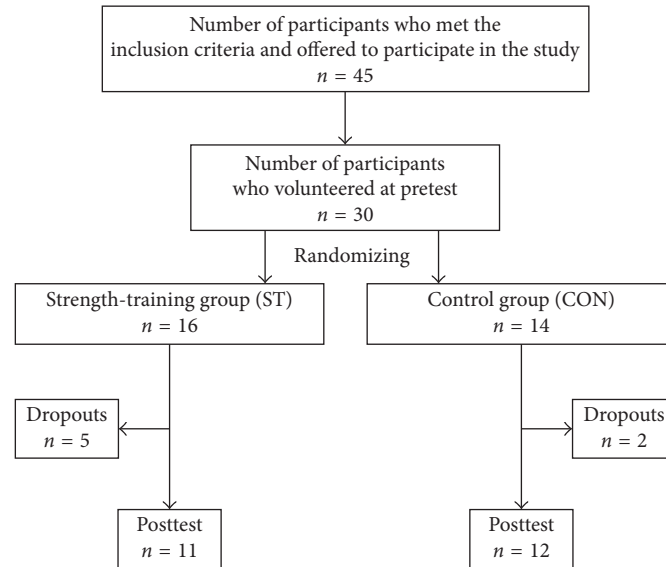 Number of participants who met the
inclusion criteria and offered to participate in the study
n = 45
Number of participants
who volunteered at pretest
n = 30
Randomizing
Strength-training group (ST)
n = 16
Control group (CON)
n = 14
Dropouts
n = 5
Dropouts
n = 2
Posttest
n = 11
Posttest
n = 12